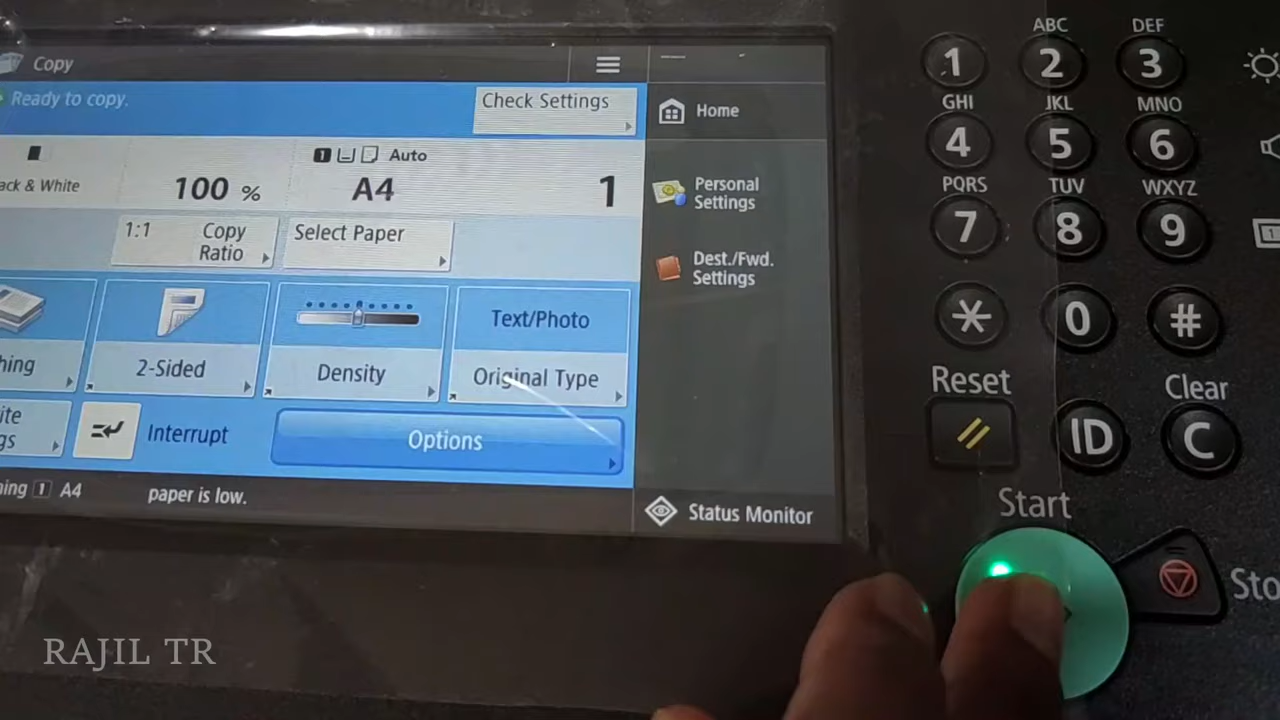 Copy
Ready to copy.
Check Settings
Home
ack & White
100 %
1 Auto
A4
1
Personal
Settings
1:1 Copy
Ratio
Select Paper
Dest./Fwd.
Settings
hing
2-Sided
Density
Text/Photo
Original Type
ite
gs
Interrupt
Options
ning 1 A4 paper is low.
Status Monitor
ABC DEF
1 2 3
GHI JKL MNO
4 5 6
PQRS TUV WXYZ
7 8 9
* 0 #
Reset Clear
ID C
Start
Sto
RAJIL TR